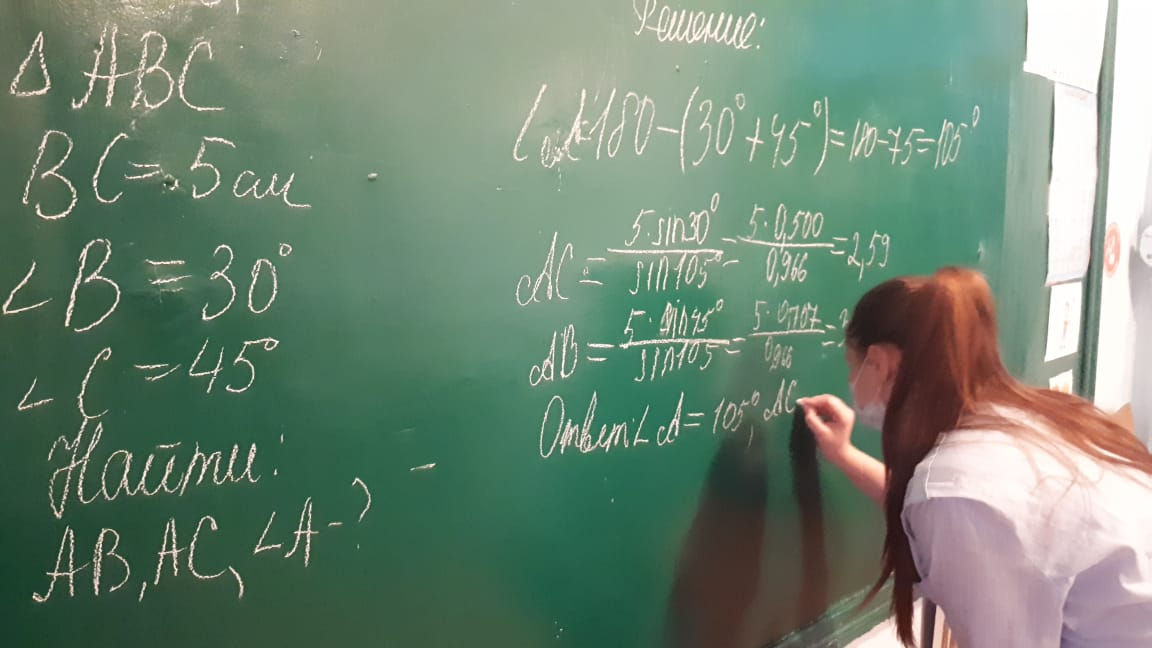 Δ ABC
BC = 5 см
∠B = 30°
∠C = 45°
Найти:
AB, AC, ∠A - ?
Решение:
∠A = 180 - (30° + 45°) = 180 - 75 = 105°
AC = 5·sin30° / sin105° = 5·0,500 / 0,966 = 2,59
AB = 5·sin45° / sin105 = 5·0,707 / 0,966 =
Ответ: ∠A = 105°, AC